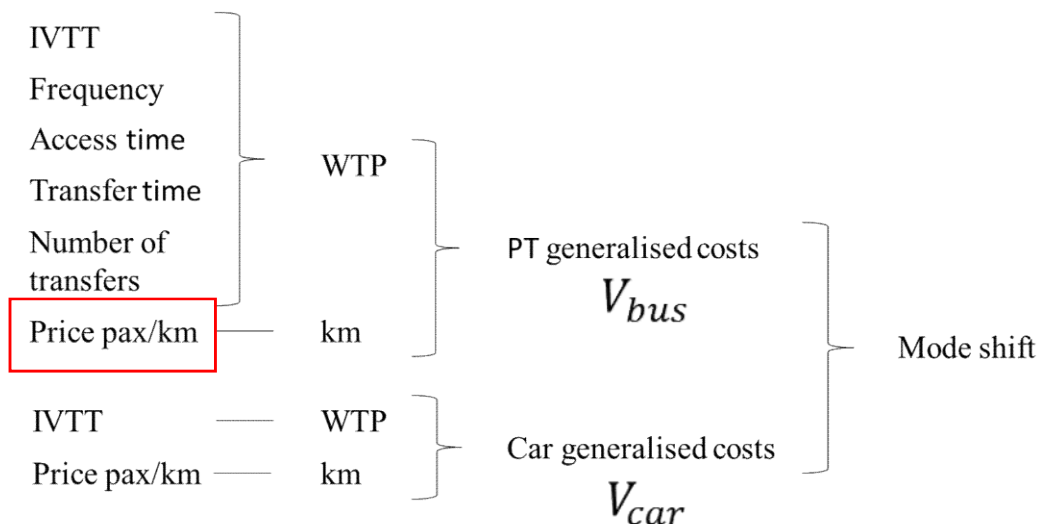 IVTT
Frequency
Access time
Transfer time
Number of
transfers
Price pax/km
WTP
km
PT generalised costs
V_bus
IVTT
Price pax/km
WTP
km
Car generalised costs
V_car
Mode shift